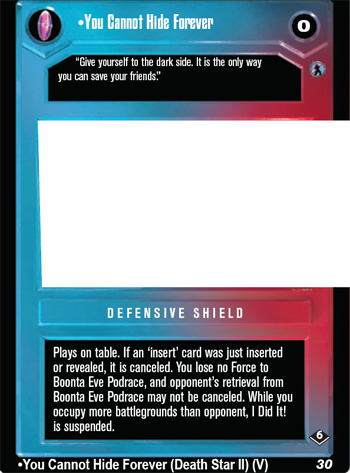 •You Cannot Hide Forever
0
"Give yourself to the dark side. It is the only way
you can save your friends."
DEFENSIVE SHIELD
Plays on table. If an 'insert' card was just inserted
or revealed, it is canceled. You lose no Force to
Boonta Eve Podrace, and opponent's retrieval from
Boonta Eve Podrace may not be canceled. While you
occupy more battlegrounds than opponent, I Did It!
is suspended.
6
•You Cannot Hide Forever (Death Star II) (V)
30